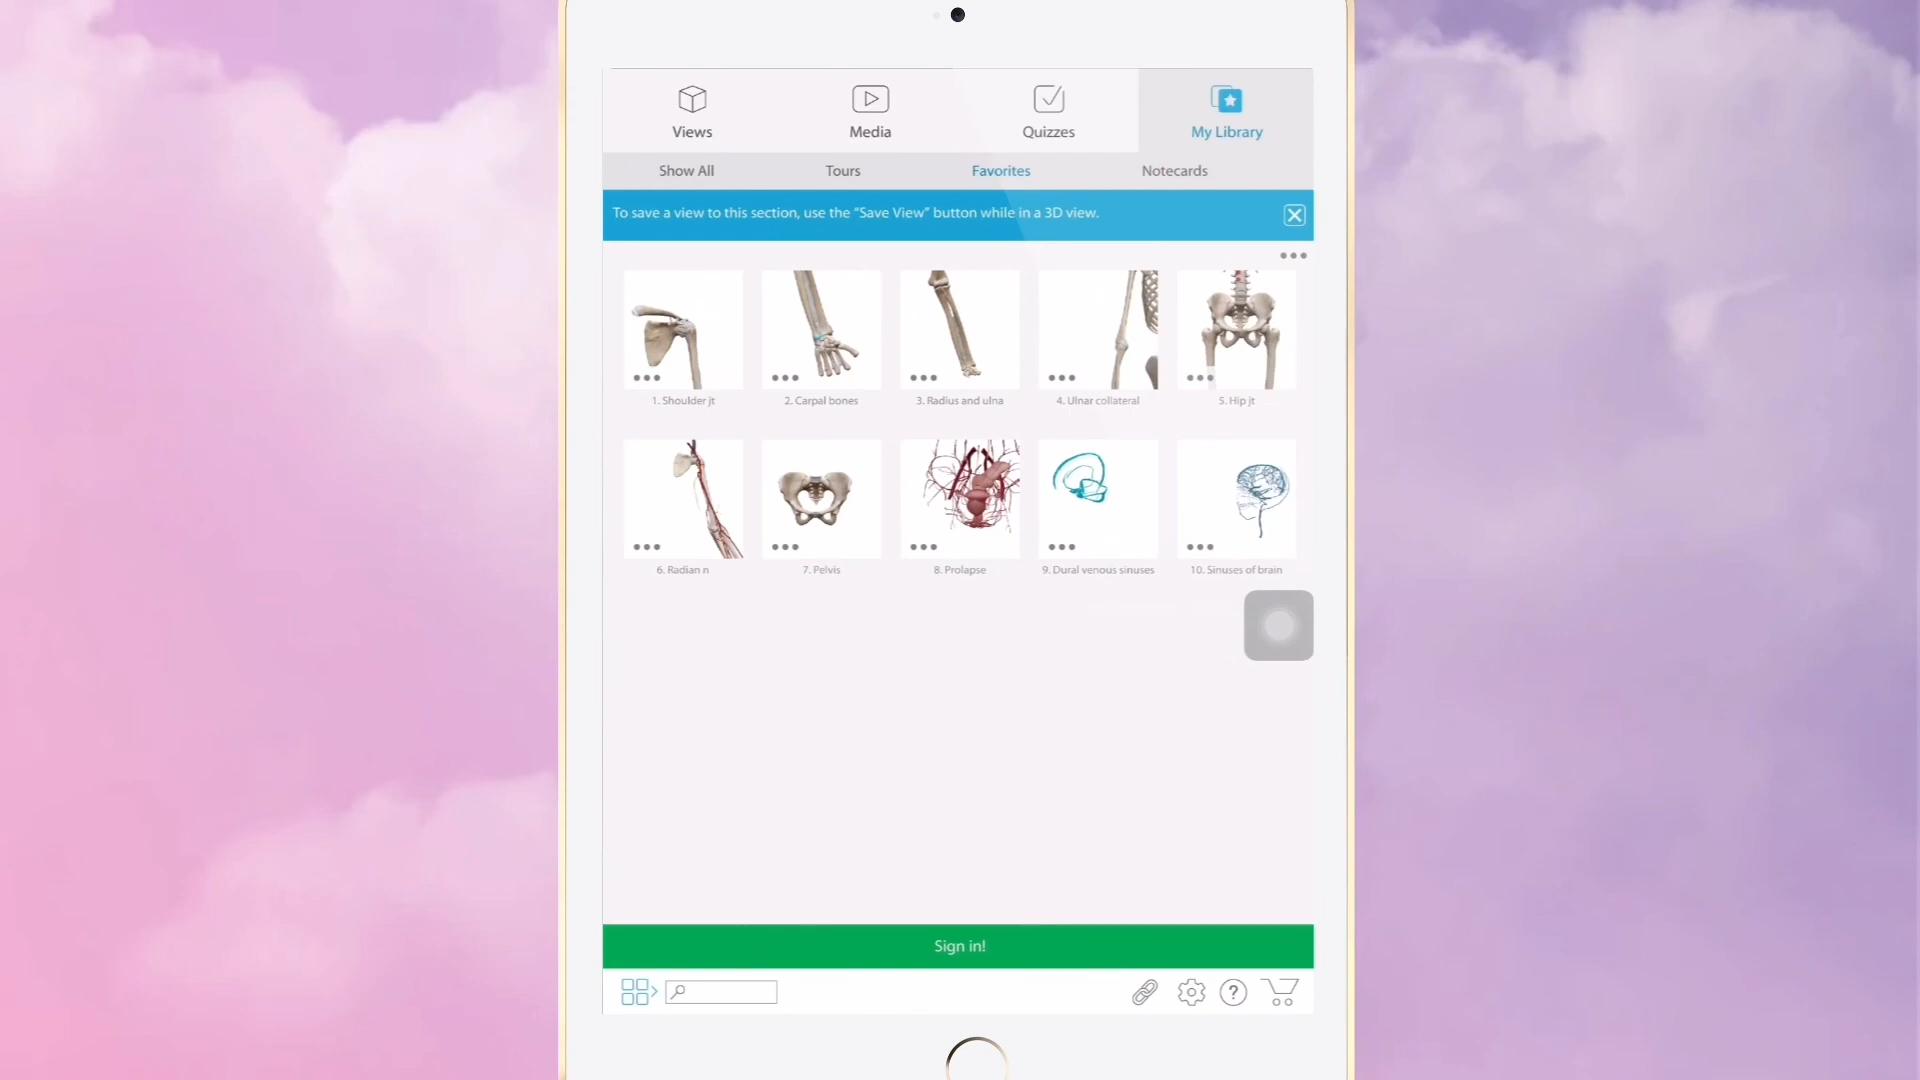 Views
Media
Quizzes
My Library
Show All
Tours
Favorites
Notecards
To save a view to this section, use the "Save View" button while in a 3D view.
1. Shoulder jt
2. Carpal bones
3. Radius and ulna
4. Ulnar collateral
5. Hip jt
6. Radian n
7. Pelvis
8. Prolapse
9. Dural venous sinuses
10. Sinuses of brain
Sign in!